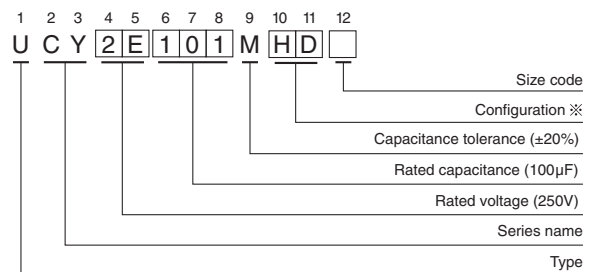 1 2 3 4 5 6 7 8 9 10 11 12
U C Y 2 E 1 0 1 M H D
Size code
Configuration ※
Capacitance tolerance (±20%)
Rated capacitance (100µF)
Rated voltage (250V)
Series name
Type